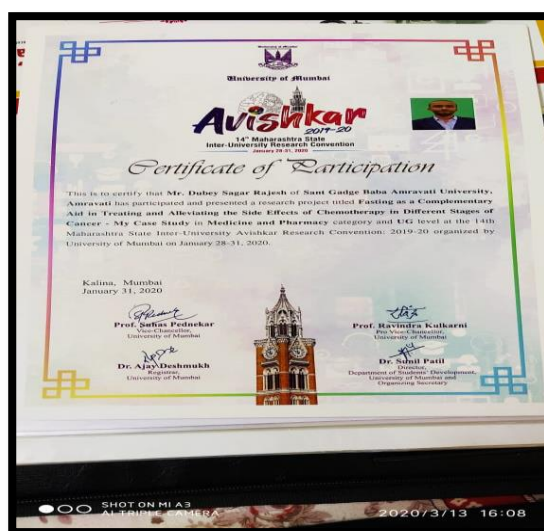 University of Mumbai
Avishkar
2019-20
14th Maharashtra State
Inter-University Research Convention
January 28-31, 2020
Certificate of Participation
This is to certify that Mr. Dubey Sagar Rajesh of Sant Gadge Baba Amravati University,
Amravati has participated and presented a research project titled Fasting as a Complementary
Aid in Treating and Alleviating the Side Effects of Chemotherapy in Different Stages of
Cancer - My Case Study in Medicine and Pharmacy category and UG level at the 14th
Maharashtra State Inter-University Avishkar Research Convention: 2019-20 organized by
University of Mumbai on January 28-31, 2020.
Kalina, Mumbai
January 31, 2020
Prof. Suhas Pednekar
Vice-Chancellor,
University of Mumbai
Prof. Ravindra Kulkarni
Pro Vice-Chancellor,
University of Mumbai
Dr. Ajay Deshmukh
Registrar,
University of Mumbai
Dr. Sunil Patil
Director,
Department of Students' Development,
University of Mumbai and
Organizing Secretary
SHOT ON MI A3
AI TRIPLE CAMERA
2020/3/13 16:08